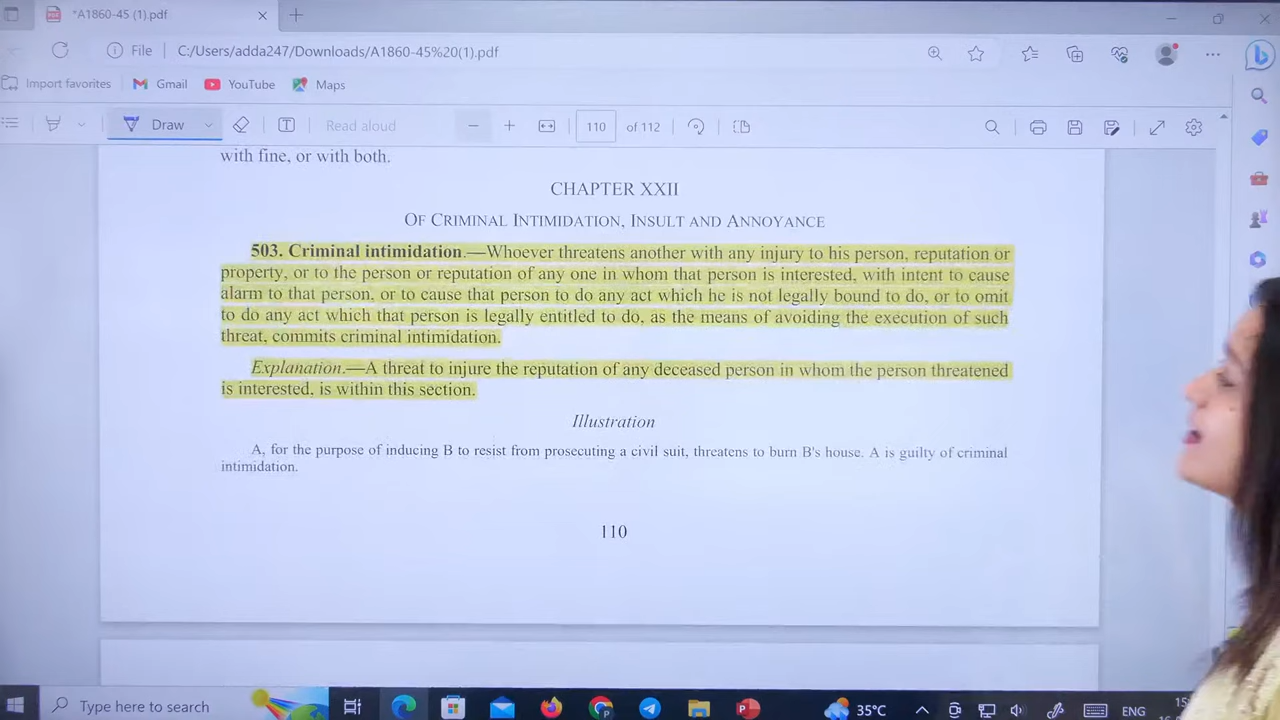 *A1860-45 (1).pdf
File
C:/Users/adda247/Downloads/A1860-45%20(1).pdf
Import favorites
Gmail
YouTube
Maps
Draw
Read aloud
110 of 112
with fine, or with both.
CHAPTER XXII
OF CRIMINAL INTIMIDATION, INSULT AND ANNOYANCE
503. Criminal intimidation.—Whoever threatens another with any injury to his person, reputation or
property, or to the person or reputation of any one in whom that person is interested, with intent to cause
alarm to that person, or to cause that person to do any act which he is not legally bound to do, or to omit
to do any act which that person is legally entitled to do, as the means of avoiding the execution of such
threat, commits criminal intimidation.
Explanation.—A threat to injure the reputation of any deceased person in whom the person threatened
is interested, is within this section.
Illustration
A, for the purpose of inducing B to resist from prosecuting a civil suit, threatens to burn B's house. A is guilty of criminal
intimidation.
110
Type here to search
35°C
ENG